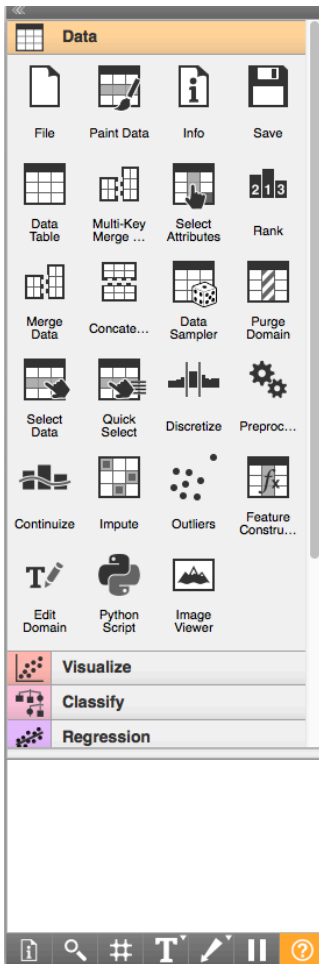 Data
File Paint Data Info Save
Data Multi-Key Select Rank
Table Merge ... Attributes
Merge Concate... Data Purge
Data Sampler Domain
Select Quick Discretize Preproc...
Data Select
Continuize Impute Outliers Feature
Constru...
Edit Python Image
Domain Script Viewer
Visualize
Classify
Regression